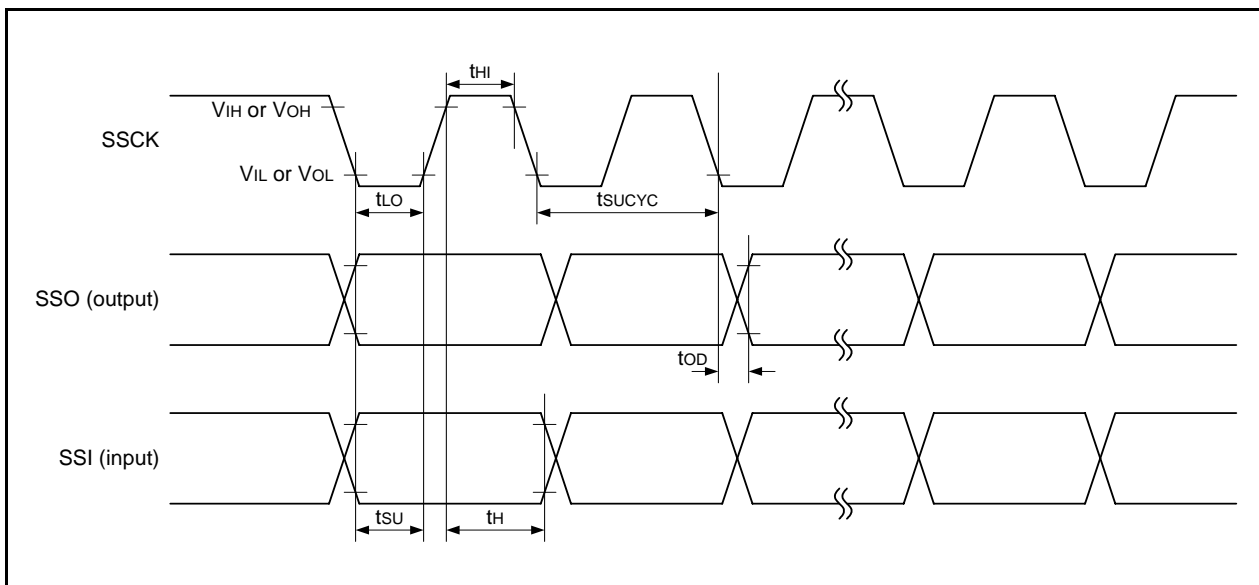 tHI
VIH or VOH
SSCK
VIL or VOL
tLO
tSUCYC
SSO (output)
tOD
SSI (input)
tSU
tH